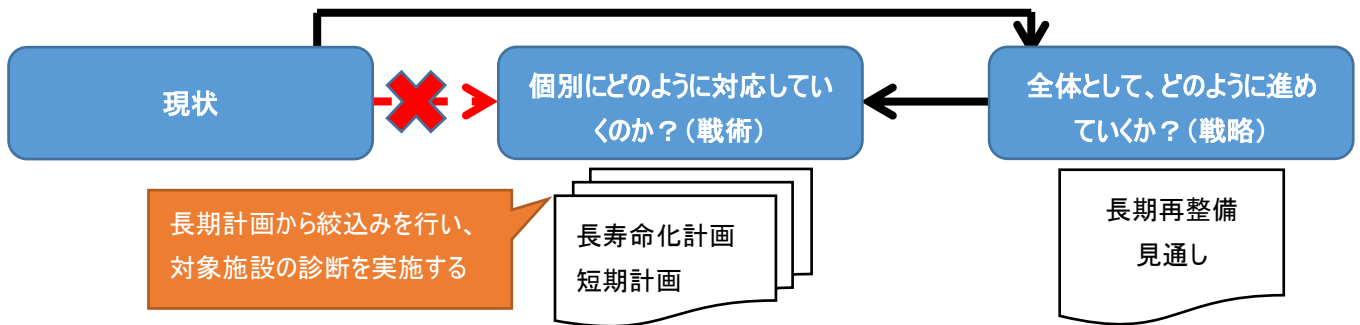 現状
個別にどのように対応してい
くのか？（戦術）
全体として、どのように進め
ていくか？（戦略）
長期計画から絞込みを行い、
対象施設の診断を実施する
長寿命化計画
短期計画
長期再整備
見通し